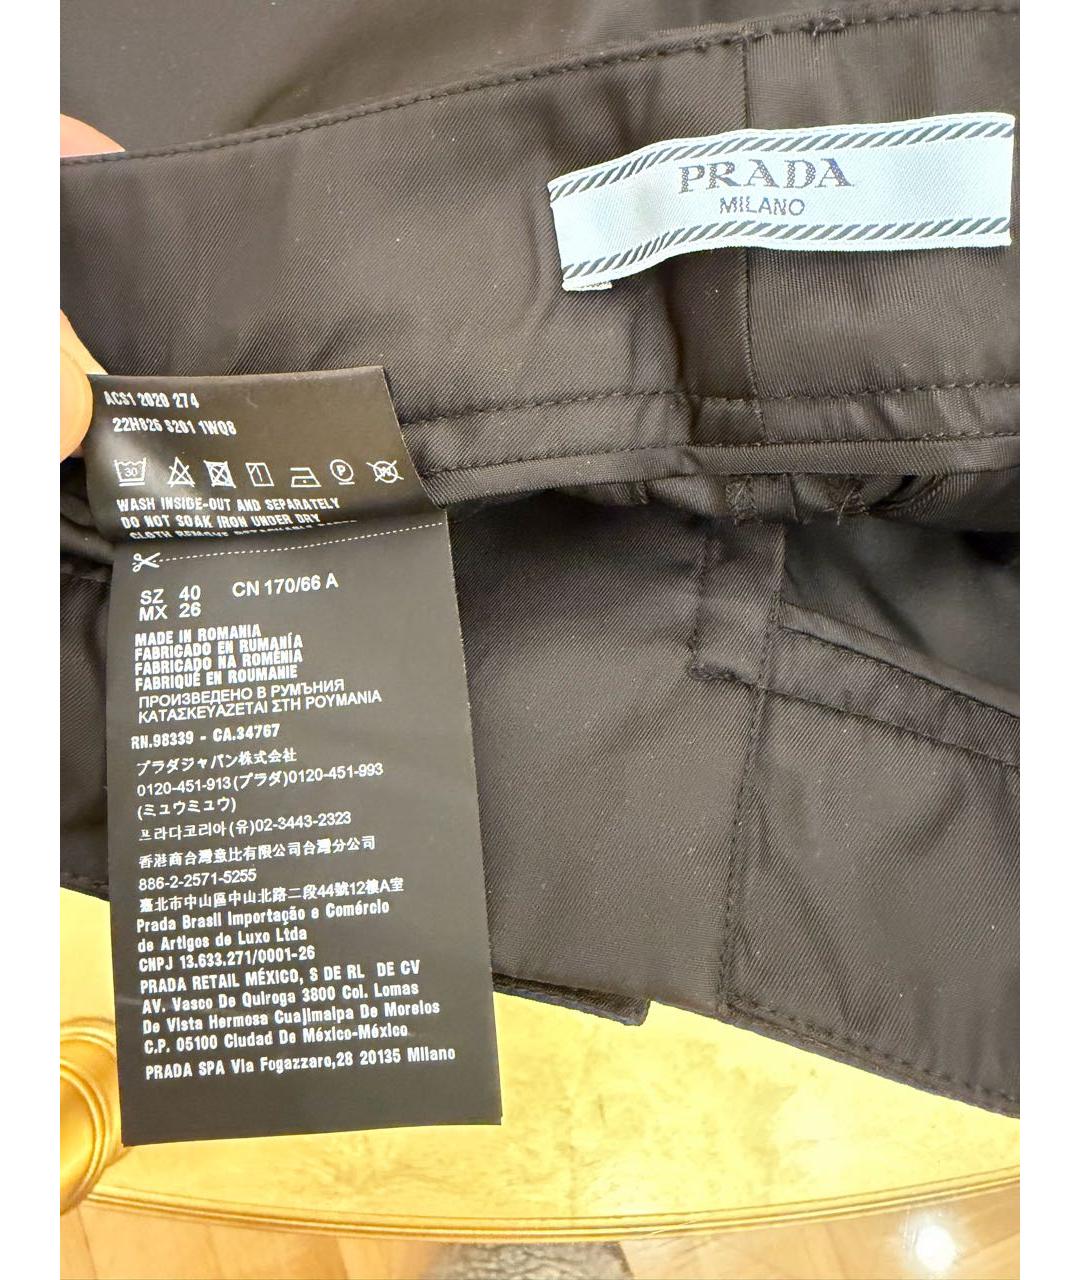 PRADA
MILANO
ACS1 2020 274
22H826 S201 1WQ8
30
P
W
WASH INSIDE-OUT AND SEPARATELY
DO NOT SOAK IRON UNDER DRY
CLOTH REMOVE
SZ 40 CN 170/66 A
MX 26
MADE IN ROMANIA
FABRICADO EN RUMANÍA
FABRICADO NA ROMÉNIA
FABRIQUÉ EN ROUMANIE
ПРОИЗВЕДЕНО В РУМЪНИЯ
ΚΑΤΑΣΚΕΥΑΖΕΤΑΙ ΣΤΗ ΡΟΥΜΑΝΙΑ
RN.98339 - CA.34767
プラダジャパン株式会社
0120-451-913(プラダ)0120-451-993
(ミュウミュウ)
프라다코리아(유)02-3443-2323
香港商台灣意比有限公司台灣分公司
886-2-2571-5255
臺北市中山區中山北路二段44號12樓A室
Prada Brasil Importação e Comércio
de Artigos de Luxo Ltda
CNPJ 13.633.271/0001-26
PRADA RETAIL MÉXICO, S DE RL DE CV
AV. Vasco De Quiroga 3800 Col. Lomas
De Vista Hermosa Cuajimalpa De Morelos
C.P. 05100 Ciudad De México-México
PRADA SPA Via Fogazzaro,28 20135 Milano